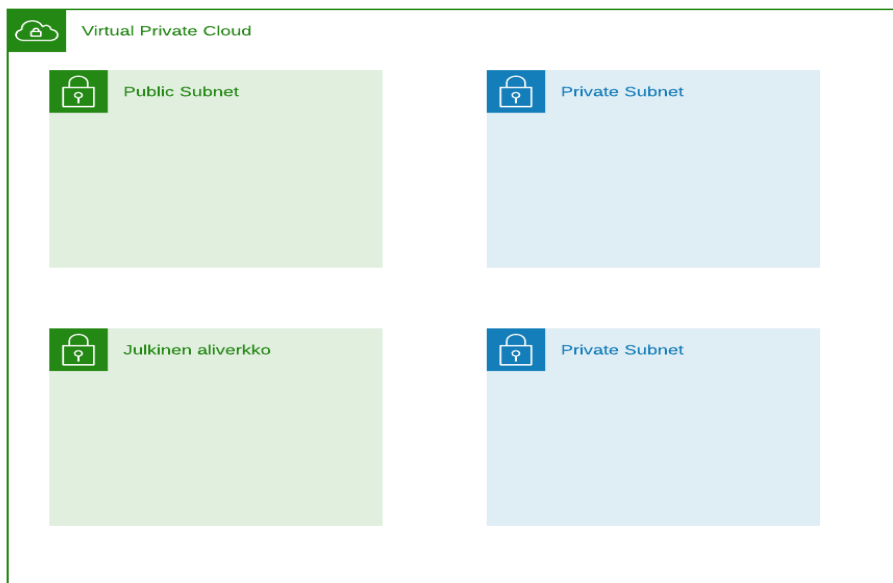 Virtual Private Cloud
Public Subnet
Private Subnet
Julkinen aliverkko
Private Subnet